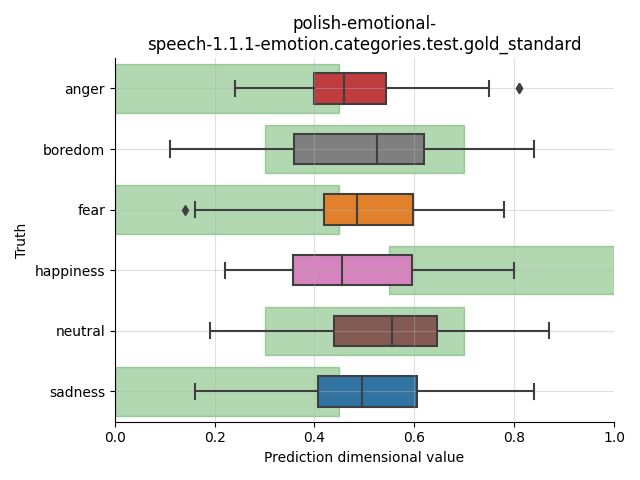 polish-emotional-
speech-1.1.1-emotion.categories.test.gold_standard
Truth
anger
boredom
fear
happiness
neutral
sadness
0.0 0.2 0.4 0.6 0.8 1.0
Prediction dimensional value